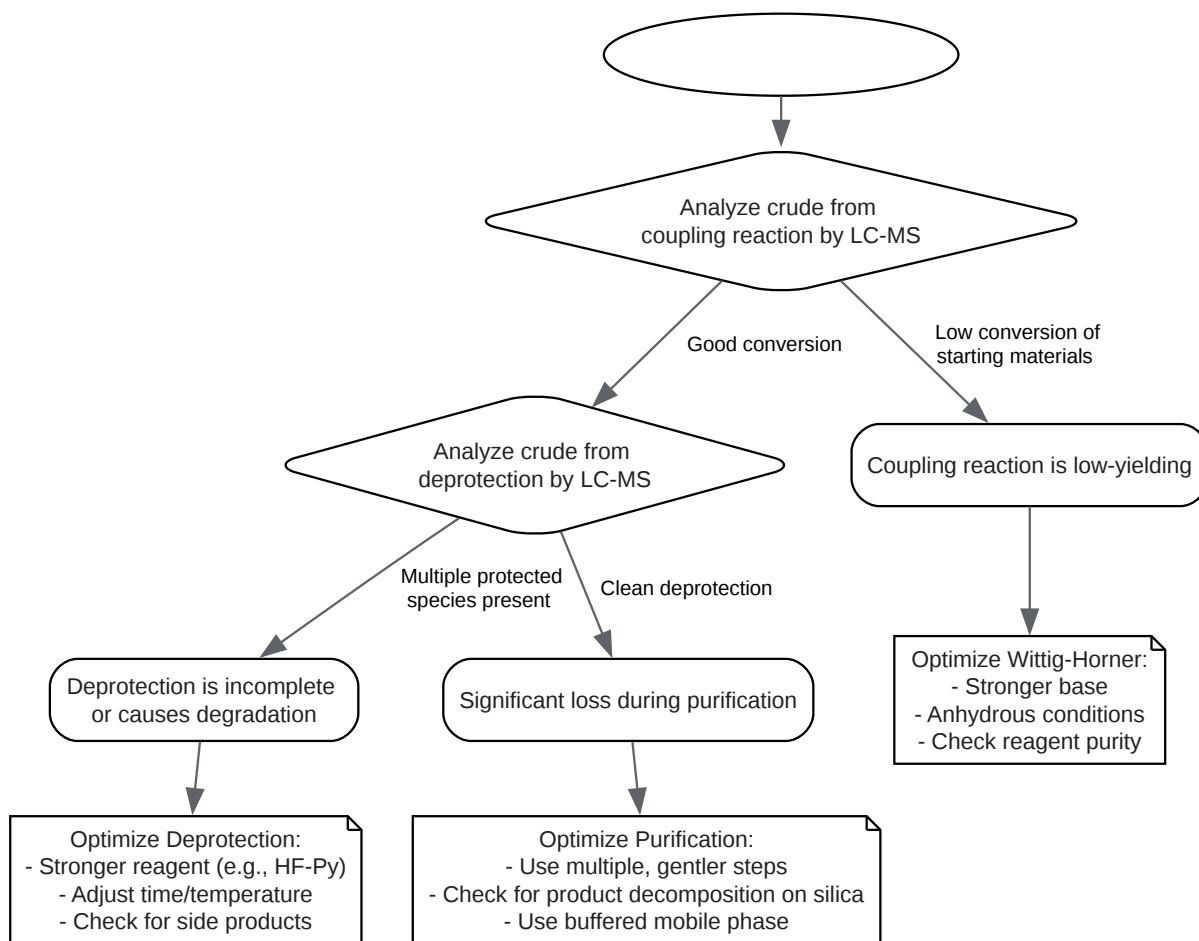 Analyze crude from
coupling reaction by LC-MS
Good conversion
Low conversion of
starting materials
Analyze crude from
deprotection by LC-MS
Coupling reaction is low-yielding
Multiple protected
species present
Clean deprotection
Deprotection is incomplete
or causes degradation
Significant loss during purification
Optimize Wittig-Horner:
- Stronger base
- Anhydrous conditions
- Check reagent purity
Optimize Deprotection:
- Stronger reagent (e.g., HF-Py)
- Adjust time/temperature
- Check for side products
Optimize Purification:
- Use multiple, gentler steps
- Check for product decomposition on silica
- Use buffered mobile phase